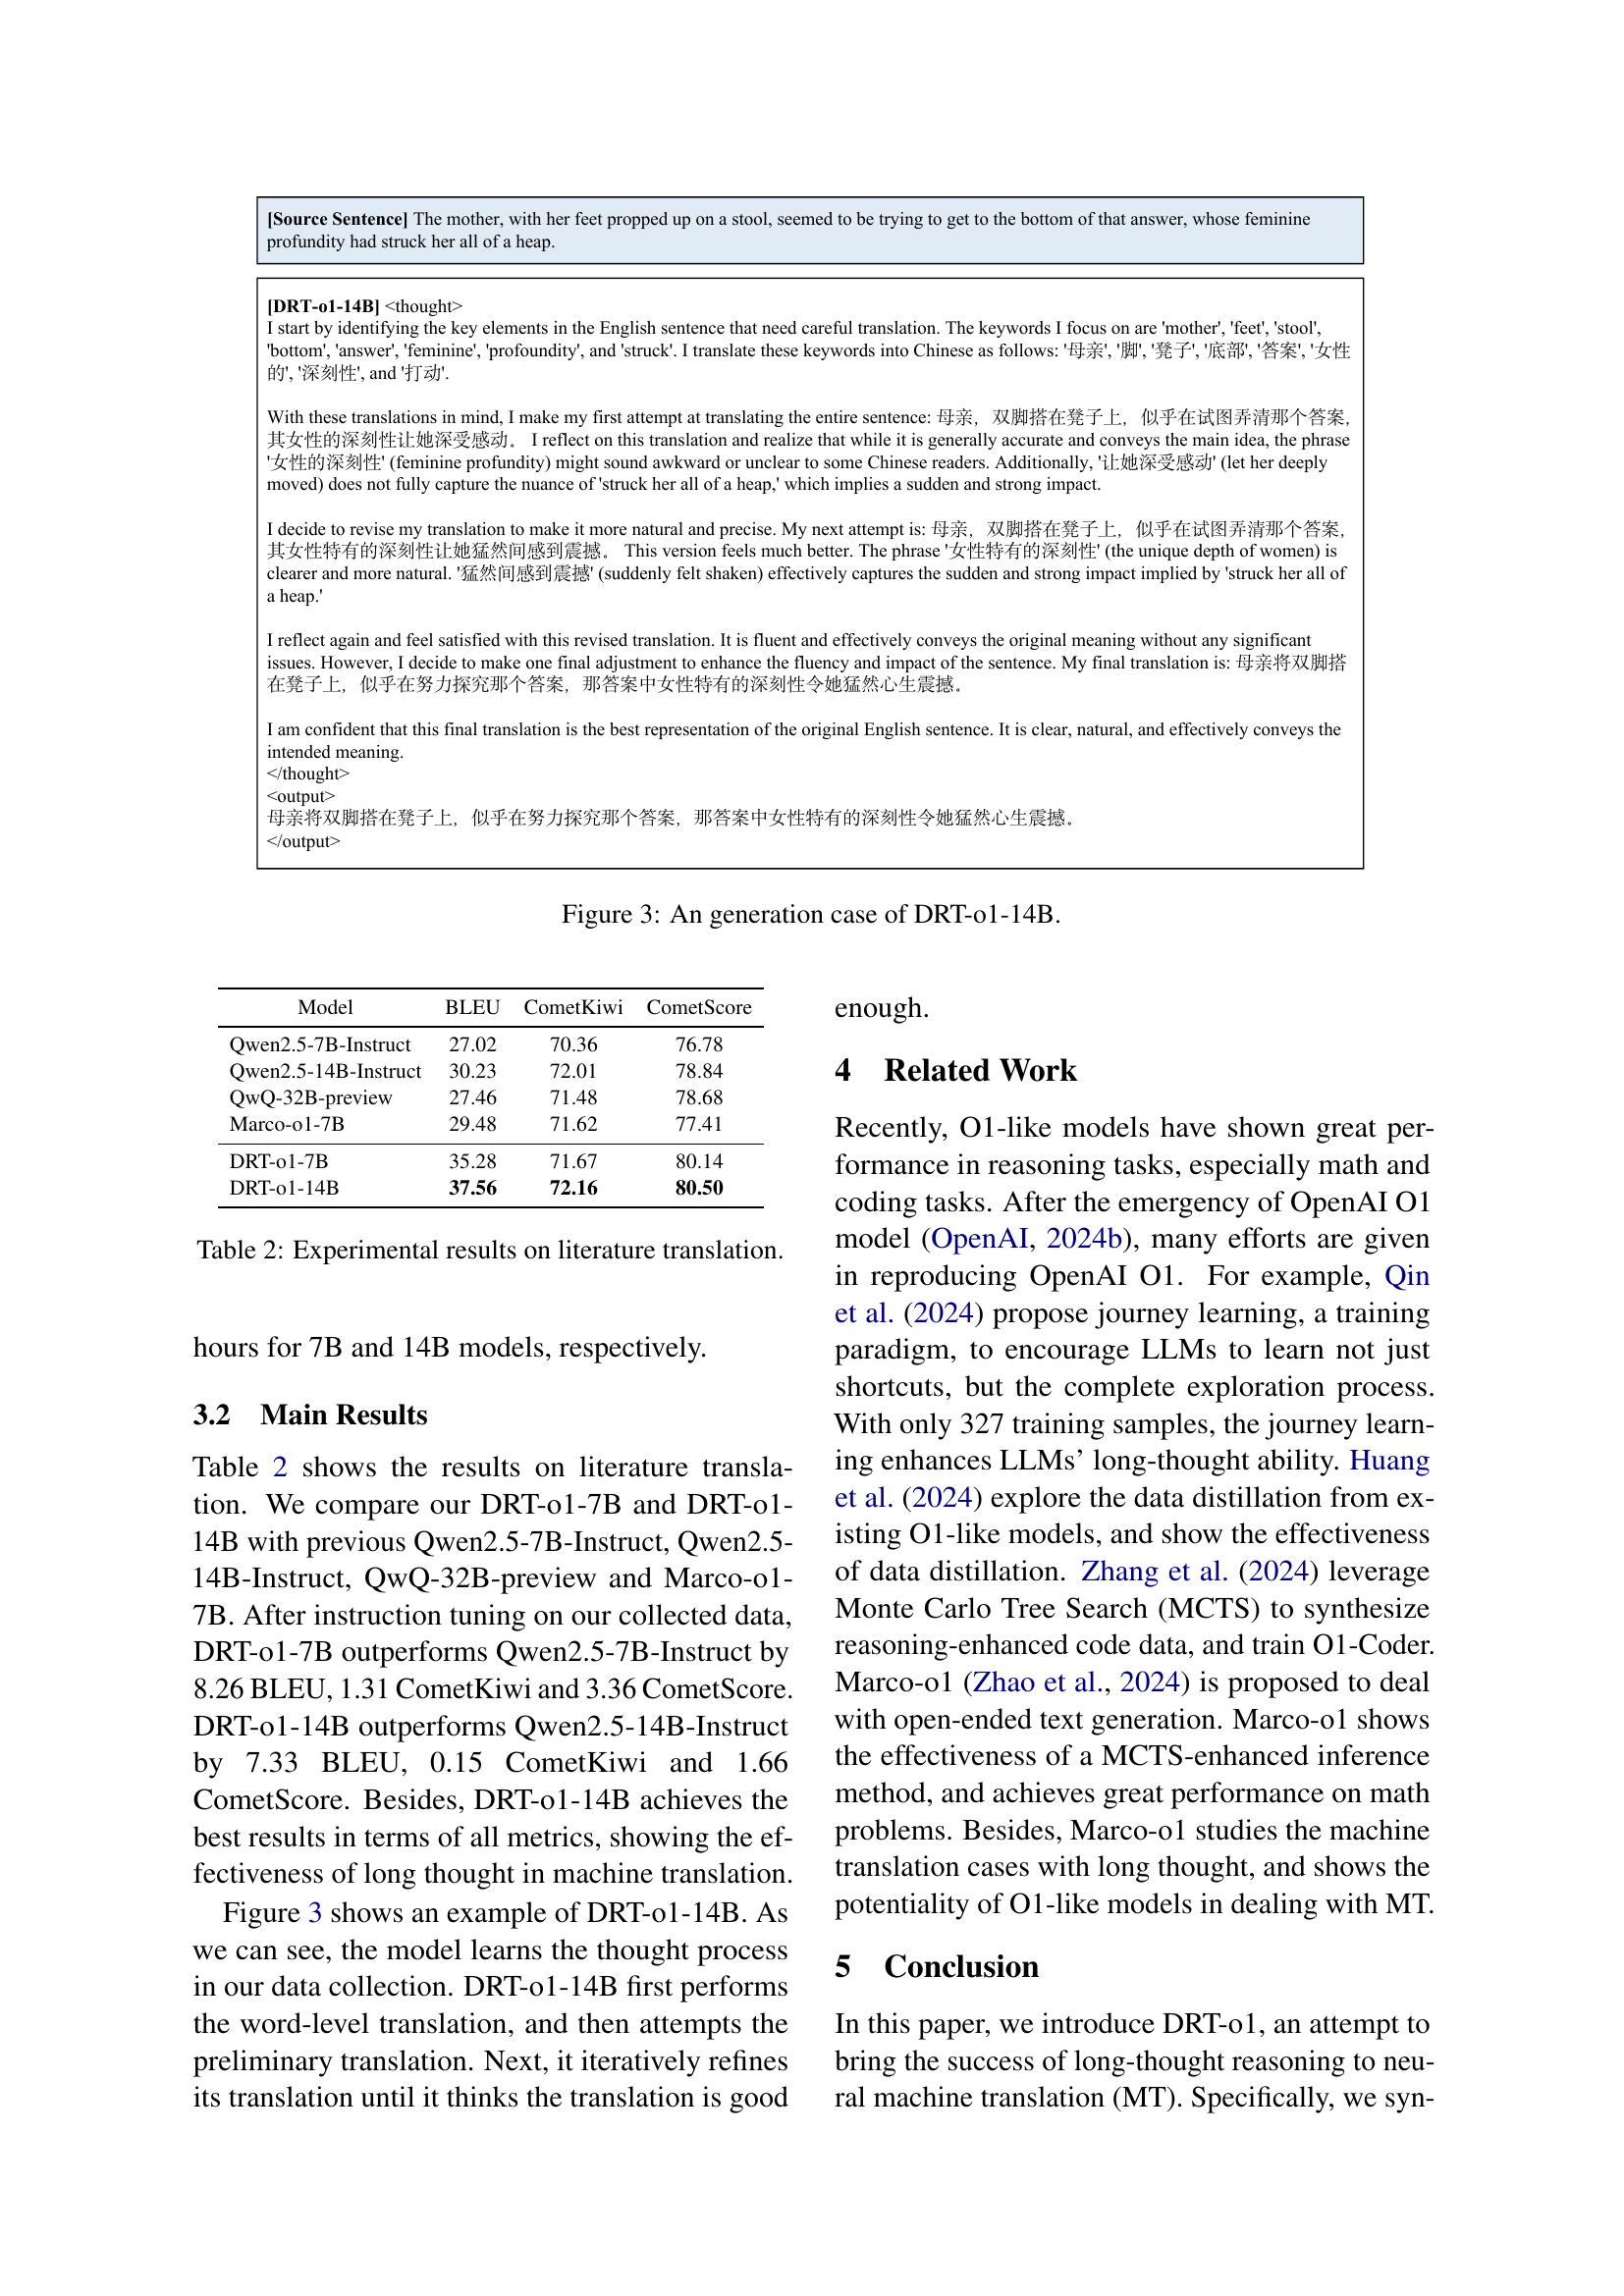 [Source Sentence] The mother, with her feet propped up on a stool, seemed to be trying to get to the bottom of that answer, whose feminine
profundity had struck her all of a heap.
[DRT-o1-14B] <thought>
I start by identifying the key elements in the English sentence that need careful translation. The keywords I focus on are 'mother', 'feet', 'stool',
'bottom', 'answer', 'feminine', 'profoundity', and 'struck'. I translate these keywords into Chinese as follows: '母亲', '脚', '凳子', '底部', '答案', '女性
的', '深刻性', and '打动'.
With these translations in mind, I make my first attempt at translating the entire sentence: 母亲，双脚搭在凳子上，似乎在试图弄清那个答案，
其女性的深刻性让她深受感动。 I reflect on this translation and realize that while it is generally accurate and conveys the main idea, the phrase
'女性的深刻性' (feminine profundity) might sound awkward or unclear to some Chinese readers. Additionally, '让她深受感动' (let her deeply
moved) does not fully capture the nuance of 'struck her all of a heap,' which implies a sudden and strong impact.
I decide to revise my translation to make it more natural and precise. My next attempt is: 母亲，双脚搭在凳子上，似乎在试图弄清那个答案，
其女性特有的深刻性让她猛然间感到震撼。 This version feels much better. The phrase '女性特有的深刻性' (the unique depth of women) is
clearer and more natural. '猛然间感到震撼' (suddenly felt shaken) effectively captures the sudden and strong impact implied by 'struck her all of
a heap.'
I reflect again and feel satisfied with this revised translation. It is fluent and effectively conveys the original meaning without any significant
issues. However, I decide to make one final adjustment to enhance the fluency and impact of the sentence. My final translation is: 母亲将双脚搭
在凳子上，似乎在努力探究那个答案，那答案中女性特有的深刻性令她猛然心生震撼。
I am confident that this final translation is the best representation of the original English sentence. It is clear, natural, and effectively conveys the
intended meaning.
</thought>
<output>
母亲将双脚搭在凳子上，似乎在努力探究那个答案，那答案中女性特有的深刻性令她猛然心生震撼。
</output>
Figure 3: An generation case of DRT-o1-14B.
Model BLEU CometKiwi CometScore
Qwen2.5-7B-Instruct 27.02 70.36 76.78
Qwen2.5-14B-Instruct 30.23 72.01 78.84
QwQ-32B-preview 27.46 71.48 78.68
Marco-o1-7B 29.48 71.62 77.41
DRT-o1-7B 35.28 71.67 80.14
DRT-o1-14B 37.56 72.16 80.50
Table 2: Experimental results on literature translation.
hours for 7B and 14B models, respectively.
3.2 Main Results
Table 2 shows the results on literature transla-
tion. We compare our DRT-o1-7B and DRT-o1-
14B with previous Qwen2.5-7B-Instruct, Qwen2.5-
14B-Instruct, QwQ-32B-preview and Marco-o1-
7B. After instruction tuning on our collected data,
DRT-o1-7B outperforms Qwen2.5-7B-Instruct by
8.26 BLEU, 1.31 CometKiwi and 3.36 CometScore.
DRT-o1-14B outperforms Qwen2.5-14B-Instruct
by 7.33 BLEU, 0.15 CometKiwi and 1.66
CometScore. Besides, DRT-o1-14B achieves the
best results in terms of all metrics, showing the ef-
fectiveness of long thought in machine translation.
Figure 3 shows an example of DRT-o1-14B. As
we can see, the model learns the thought process
in our data collection. DRT-o1-14B first performs
the word-level translation, and then attempts the
preliminary translation. Next, it iteratively refines
its translation until it thinks the translation is good
enough.
4 Related Work
Recently, O1-like models have shown great per-
formance in reasoning tasks, especially math and
coding tasks. After the emergency of OpenAI O1
model (OpenAI, 2024b), many efforts are given
in reproducing OpenAI O1. For example, Qin
et al. (2024) propose journey learning, a training
paradigm, to encourage LLMs to learn not just
shortcuts, but the complete exploration process.
With only 327 training samples, the journey learn-
ing enhances LLMs’ long-thought ability. Huang
et al. (2024) explore the data distillation from ex-
isting O1-like models, and show the effectiveness
of data distillation. Zhang et al. (2024) leverage
Monte Carlo Tree Search (MCTS) to synthesize
reasoning-enhanced code data, and train O1-Coder.
Marco-o1 (Zhao et al., 2024) is proposed to deal
with open-ended text generation. Marco-o1 shows
the effectiveness of a MCTS-enhanced inference
method, and achieves great performance on math
problems. Besides, Marco-o1 studies the machine
translation cases with long thought, and shows the
potentiality of O1-like models in dealing with MT.
5 Conclusion
In this paper, we introduce DRT-o1, an attempt to
bring the success of long-thought reasoning to neu-
ral machine translation (MT). Specifically, we syn-